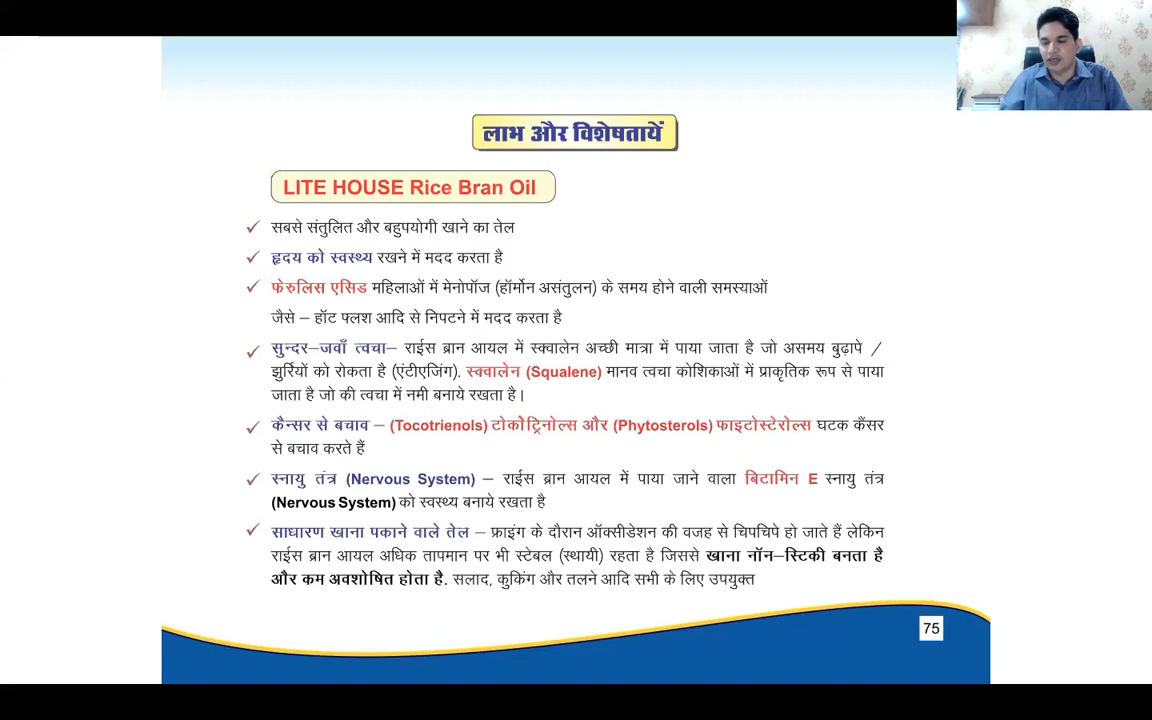 लाभ और विशेषतायें
LITE HOUSE Rice Bran Oil
सबसे संतुलित और बहुपयोगी खाने का तेल
हृदय को स्वस्थ्य रखने में मदद करता है
फेरुलिस एसिड महिलाओं में मेनोपॉज (हॉर्मोन असंतुलन) के समय होने वाली समस्याओं
जैसे – हॉट फ्लश आदि से निपटने में मदद करता है
सुन्दर–जवाँ त्वचा– राईस ब्रान आयल में स्क्वालेन अच्छी मात्रा में पाया जाता है जो असमय बुढ़ापे /
झुर्रियों को रोकता है (एंटीएजिंग). स्क्वालेन (Squalene) मानव त्वचा कोशिकाओं में प्राकृतिक रूप से पाया
जाता है जो की त्वचा में नमी बनाये रखता है।
कैन्सर से बचाव – (Tocotrienols) टोकोट्रिनोल्स और (Phytosterols) फाइटोस्टेरोल्स घटक कैंसर
से बचाव करते हैं
स्नायु तंत्र (Nervous System) – राईस ब्रान आयल में पाया जाने वाला बिटामिन E स्नायु तंत्र
(Nervous System) को स्वस्थ्य बनाये रखता है
साधारण खाना पकाने वाले तेल – फ्राइंग के दौरान ऑक्सीडेशन की वजह से चिपचिपे हो जाते हैं लेकिन
राईस ब्रान आयल अधिक तापमान पर भी स्टेबल (स्थायी) रहता है जिससे खाना नॉन–स्टिकी बनता है
और कम अवशोषित होता है. सलाद, कुकिंग और तलने आदि सभी के लिए उपयुक्त
75